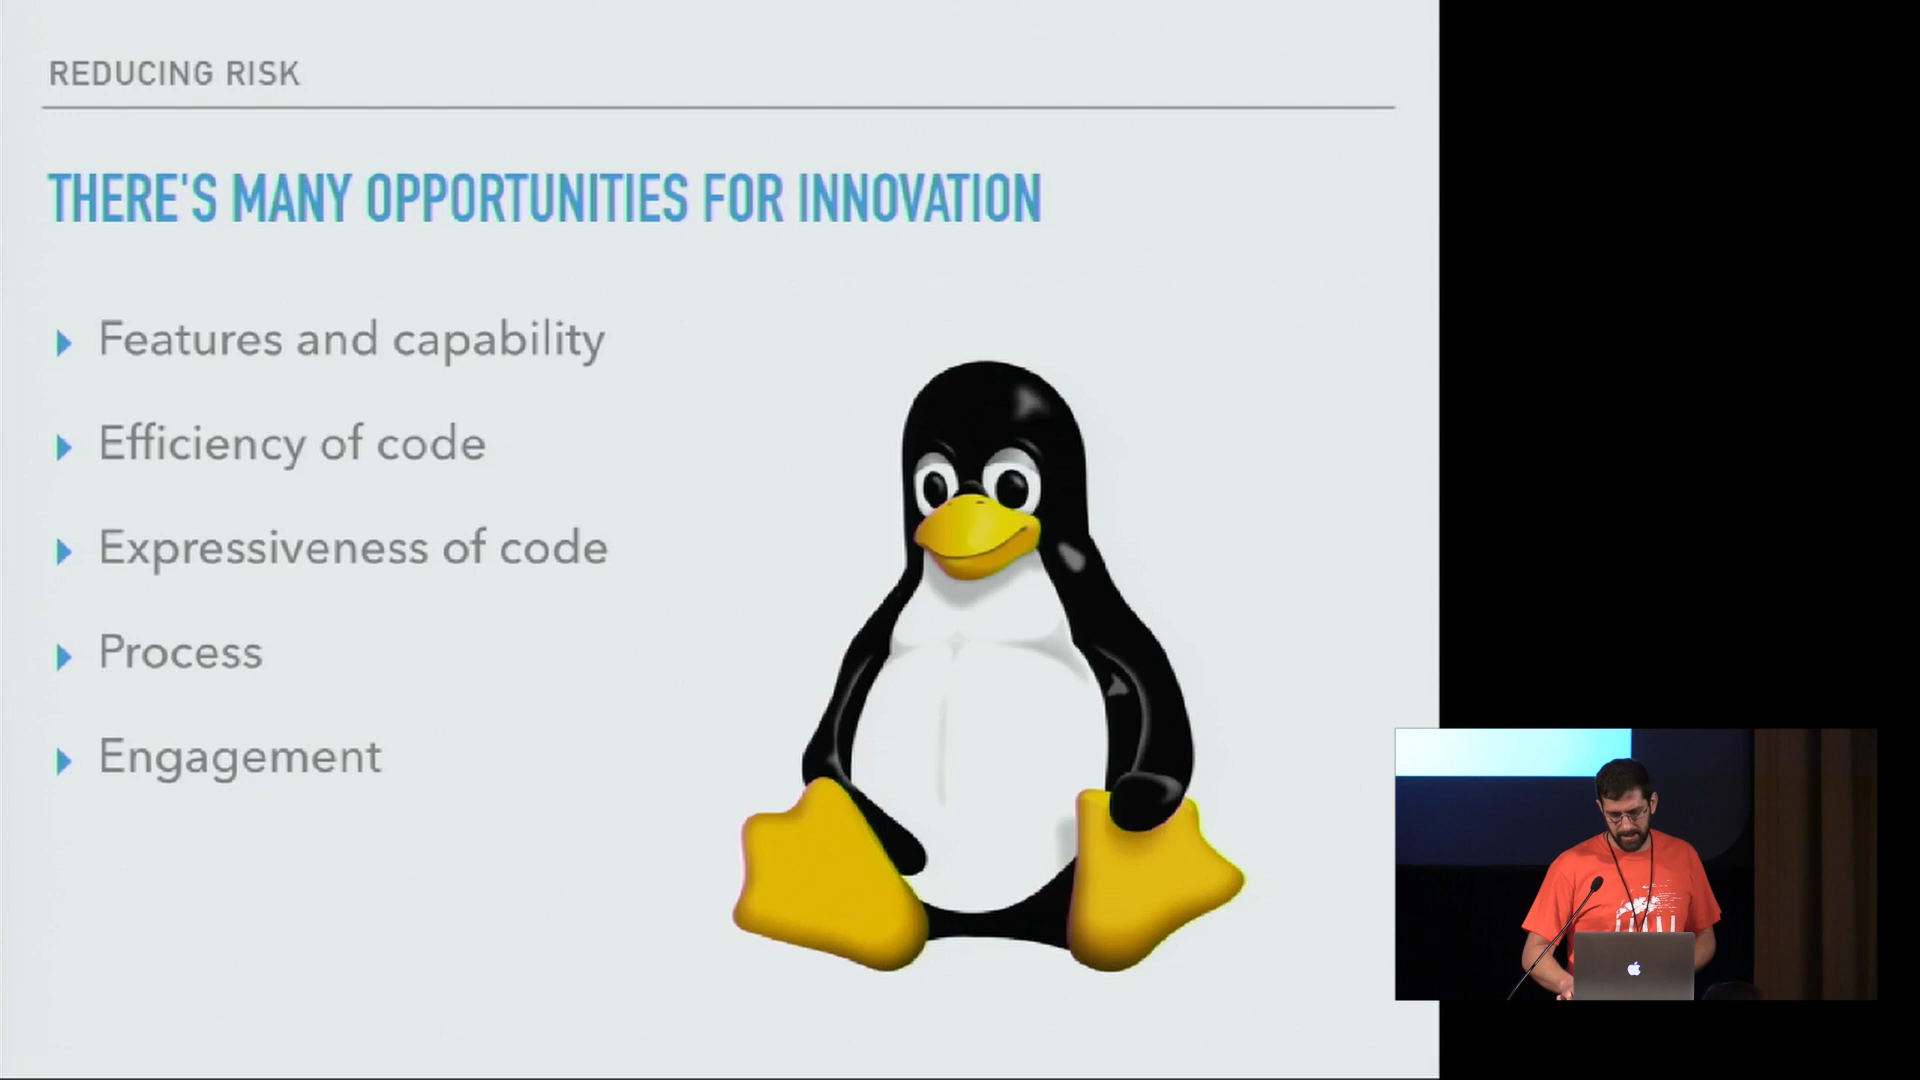 REDUCING RISK
THERE'S MANY OPPORTUNITIES FOR INNOVATION
Features and capability
Efficiency of code
Expressiveness of code
Process
Engagement